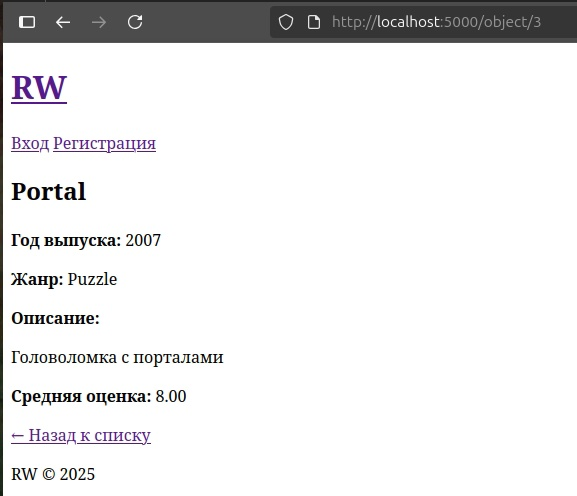 http://localhost:5000/object/3
RW
Вход Регистрация
Portal
Год выпуска: 2007
Жанр: Puzzle
Описание:
Головоломка с порталами
Средняя оценка: 8.00
← Назад к списку
RW © 2025